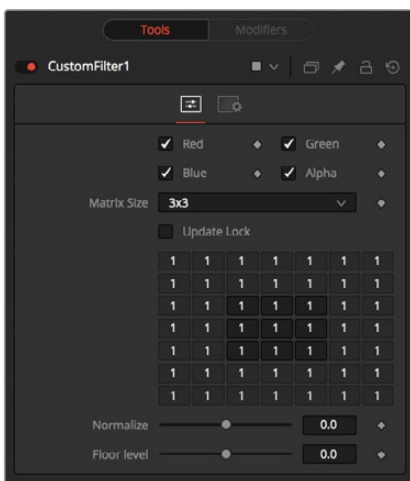 Tools Modifiers
CustomFilter1
Red Green
Blue Alpha
Matrix Size 3x3
Update Lock
1 1 1 1 1 1 1
1 1 1 1 1 1 1
1 1 1 1 1 1 1
1 1 1 1 1 1 1
1 1 1 1 1 1 1
1 1 1 1 1 1 1
1 1 1 1 1 1 1
Normalize 0.0
Floor level 0.0